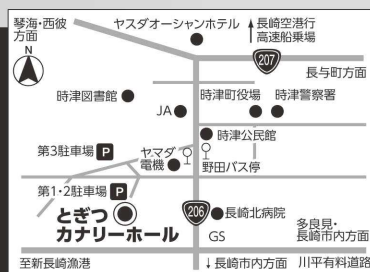 琴海・西彼
方面
N
ヤスダオーシャンホテル
長崎空港行
高速船乗場
207
長与町方面
時津図書館
JA
時津町役場
時津警察署
時津公民館
第3駐車場 P
ヤマダ
電機
野田バス停
第1・2駐車場 P
とぎつ
カナリーホール
206
長崎北病院
GS
多良見・
長崎市内方面
至新長崎漁港
↓長崎市内方面
川平有料道路